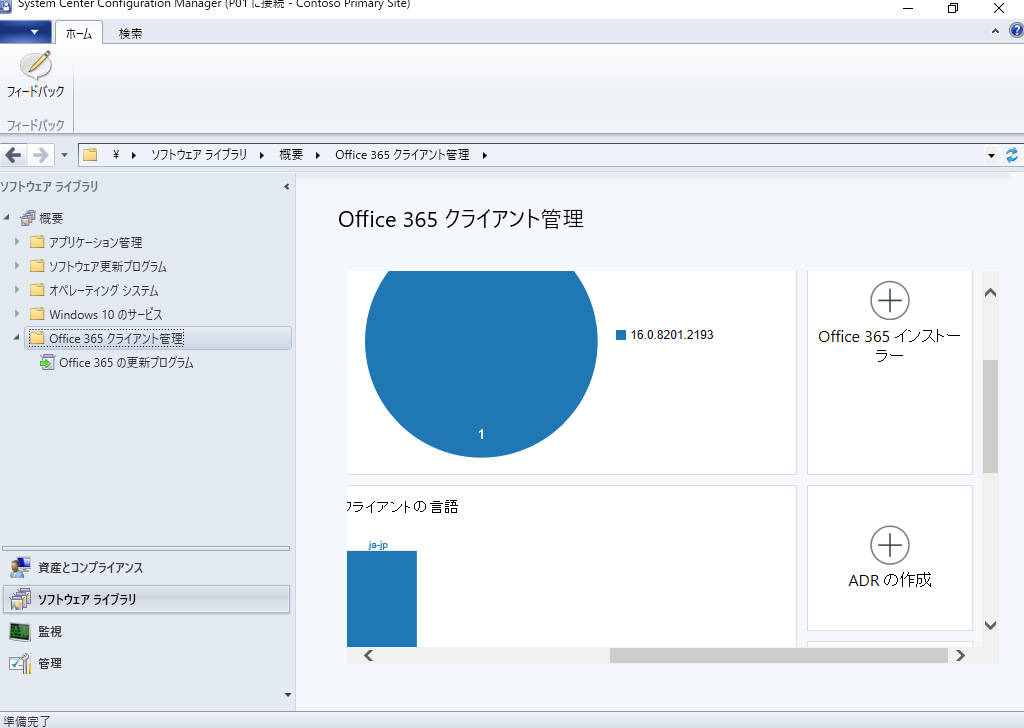 System Center Configuration Manager (P01 に接続 - Contoso Primary Site)
ホーム 検索
フィードバック
フィードバック
¥ ソフトウェア ライブラリ 概要 Office 365 クライアント管理
ソフトウェア ライブラリ
概要
アプリケーション管理
ソフトウェア更新プログラム
オペレーティング システム
Windows 10 のサービス
Office 365 クライアント管理
Office 365 の更新プログラム
資産とコンプライアンス
ソフトウェア ライブラリ
監視
管理
Office 365 クライアント管理
16.0.8201.2193
1
Office 365 インストー
ラー
クライアントの言語
ja-jp
ADR の作成
準備完了